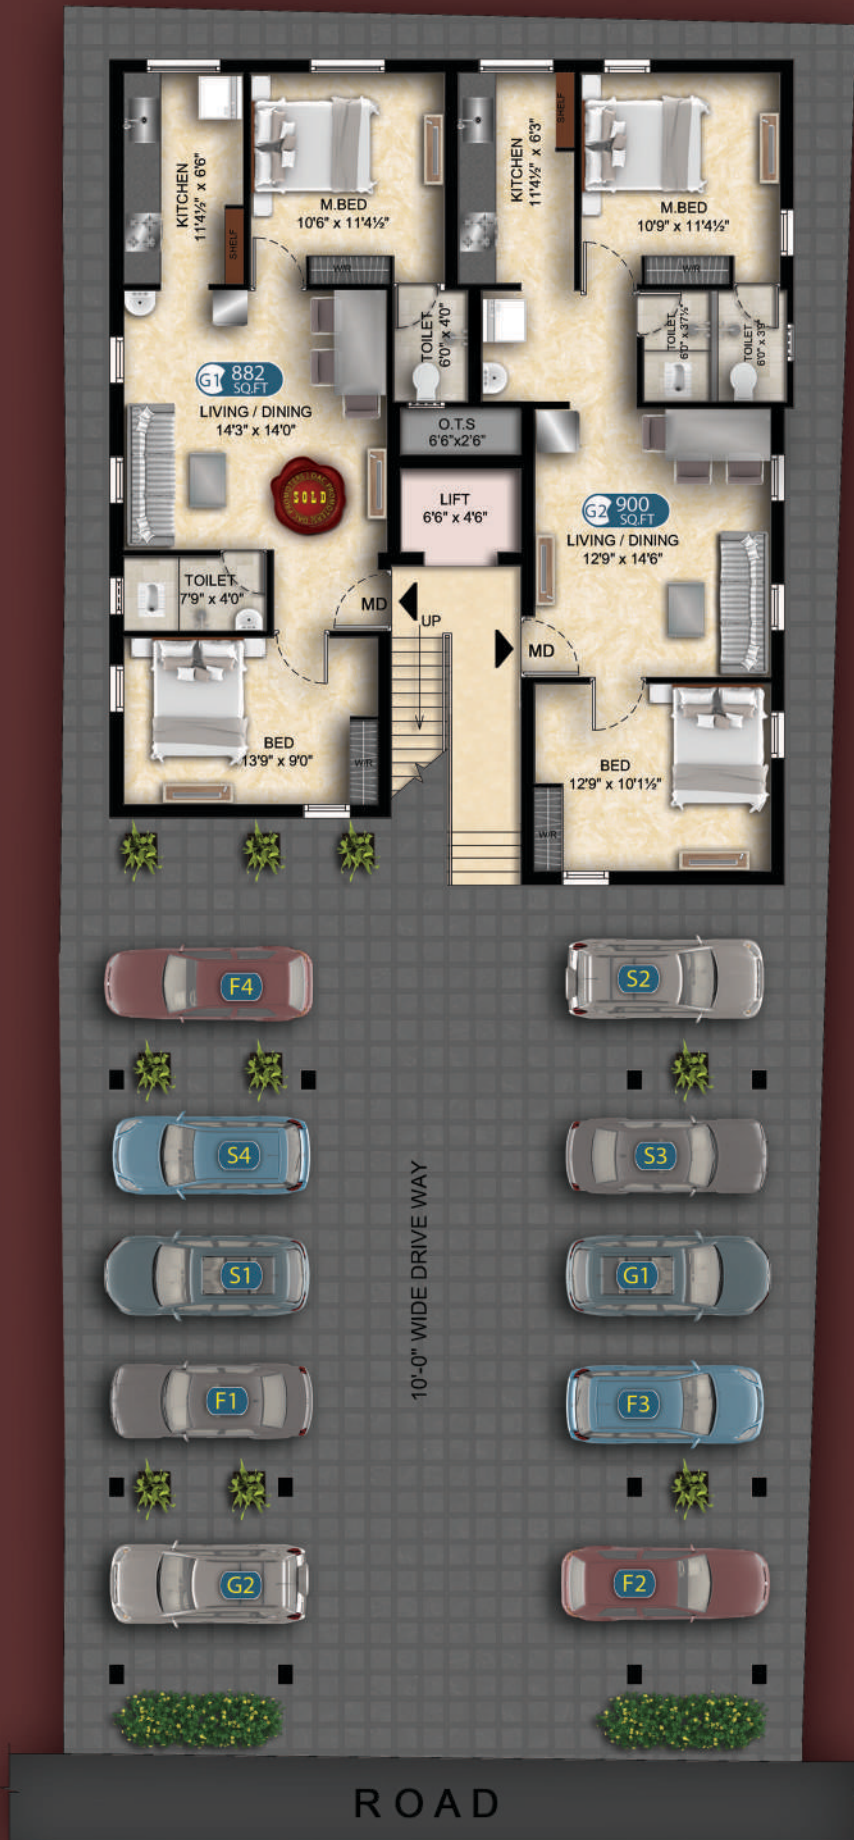 KITCHEN
11'4½" x 6'6"
SHELF
M.BED
10'6" x 11'4½"
W/R
KITCHEN
11'4½" x 6'3"
SHELF
M.BED
10'9" x 11'4½"
W/R
TOILET
6'0" x 4'0"
TOILET
6'0" x 3'7½"
TOILET
6'0" x 3'9"
G1 882
SQ.FT
LIVING / DINING
14'3" x 14'0"
SOLD
O.T.S
6'6"x2'6"
LIFT
6'6" x 4'6"
G2 900
SQ.FT
LIVING / DINING
12'9" x 14'6"
TOILET
7'9" x 4'0"
MD
UP
MD
BED
13'9" x 9'0"
W/R
BED
12'9" x 10'1½"
W/R
F4
S2
S4
S3
S1
G1
10'-0" WIDE DRIVE WAY
F1
F3
G2
F2
ROAD